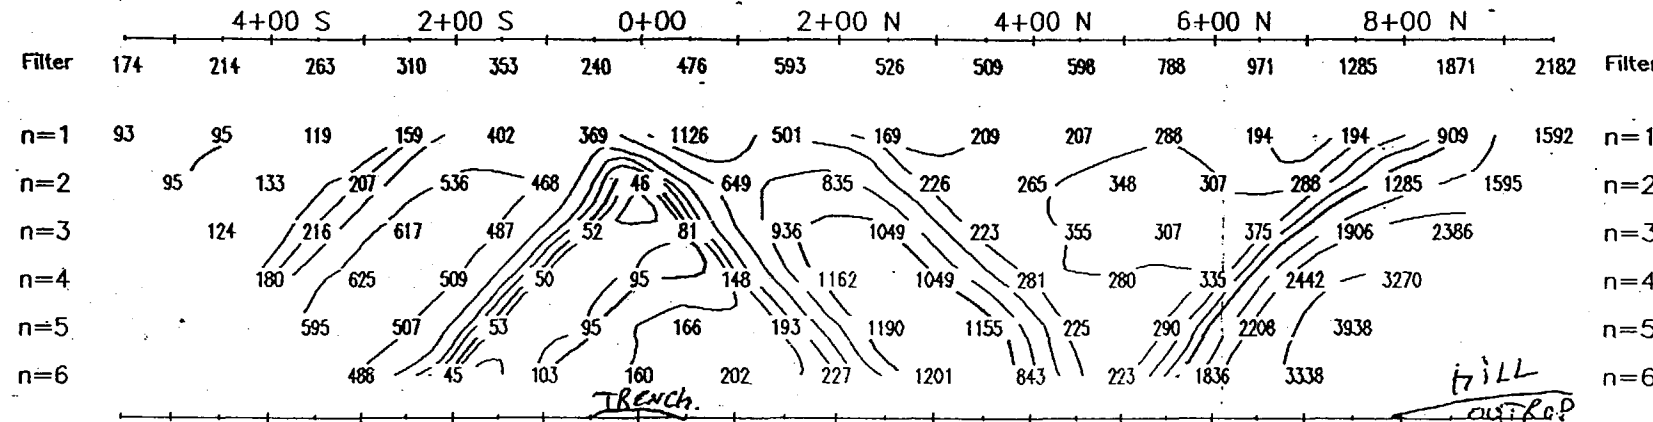 4+00 S 2+00 S 0+00 2+00 N 4+00 N 6+00 N 8+00 N
Filter 174 214 263 310 353 240 476 593 526 509 598 788 971 1285 1871 2182 Filter
n=1 93 95 119 159 402 369 1126 501 169 209 207 288 194 194 909 1592 n=1
n=2 95 133 207 536 468 46 649 835 226 265 348 307 288 1285 1595 n=2
n=3 124 216 617 487 52 81 936 1049 223 355 307 375 1906 2386 n=3
n=4 180 625 509 50 95 148 1162 1049 281 280 335 2442 3270 n=4
n=5 595 507 53 95 166 193 1190 1155 225 290 2208 3938 n=5
n=6 488 45 103 160 202 227 1201 843 223 1836 3338 n=6
TRENCH. HILL